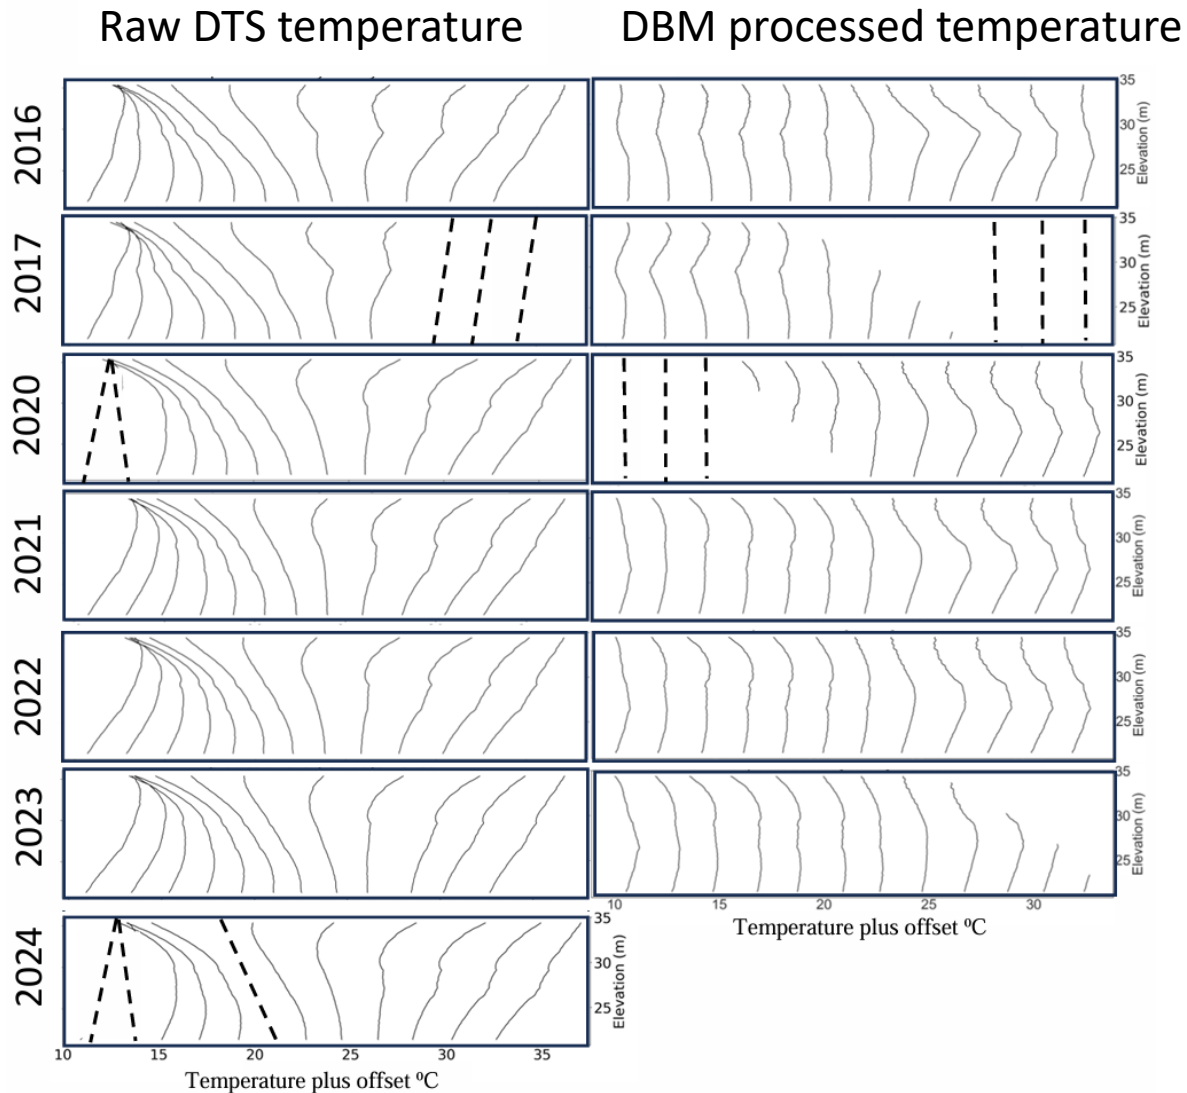 Raw DTS temperature
DBM processed temperature
2016
35
30
25
Elevation (m)
2017
35
30
25
Elevation (m)
2020
35
30
25
Elevation (m)
2021
35
30
25
Elevation (m)
2022
35
30
25
Elevation (m)
2023
35
30
25
Elevation (m)
10 15 20 25 30
Temperature plus offset ⁰C
2024
35
30
25
Elevation (m)
10 15 20 25 30 35
Temperature plus offset ⁰C